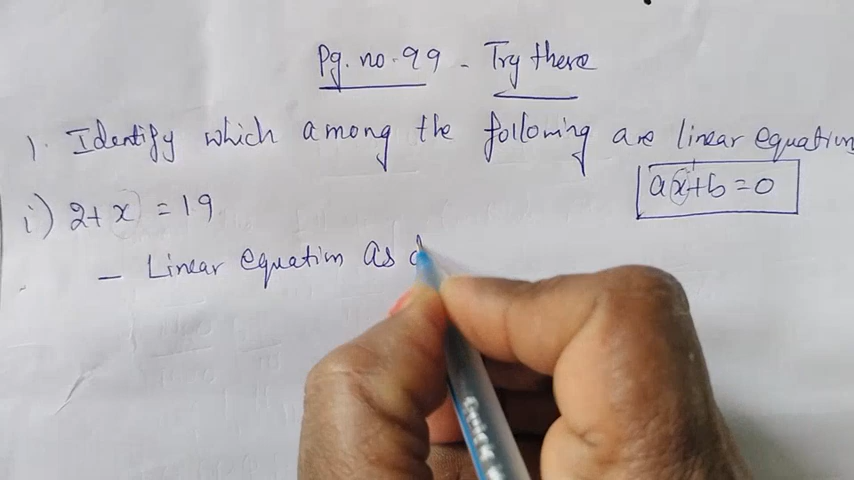 Pg. no. 99 - Try these
1. Identify which among the following are linear equation
ax+b=0
i) 2+x = 19
- Linear equation as d